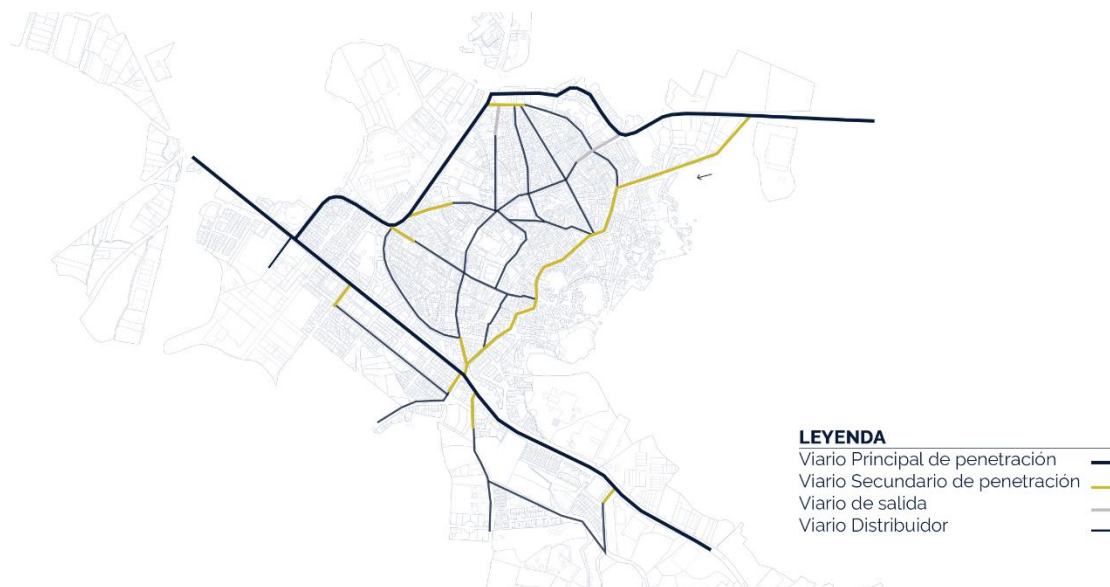 LEYENDA
Viario Principal de penetración
Viario Secundario de penetración
Viario de salida
Viario Distribuidor